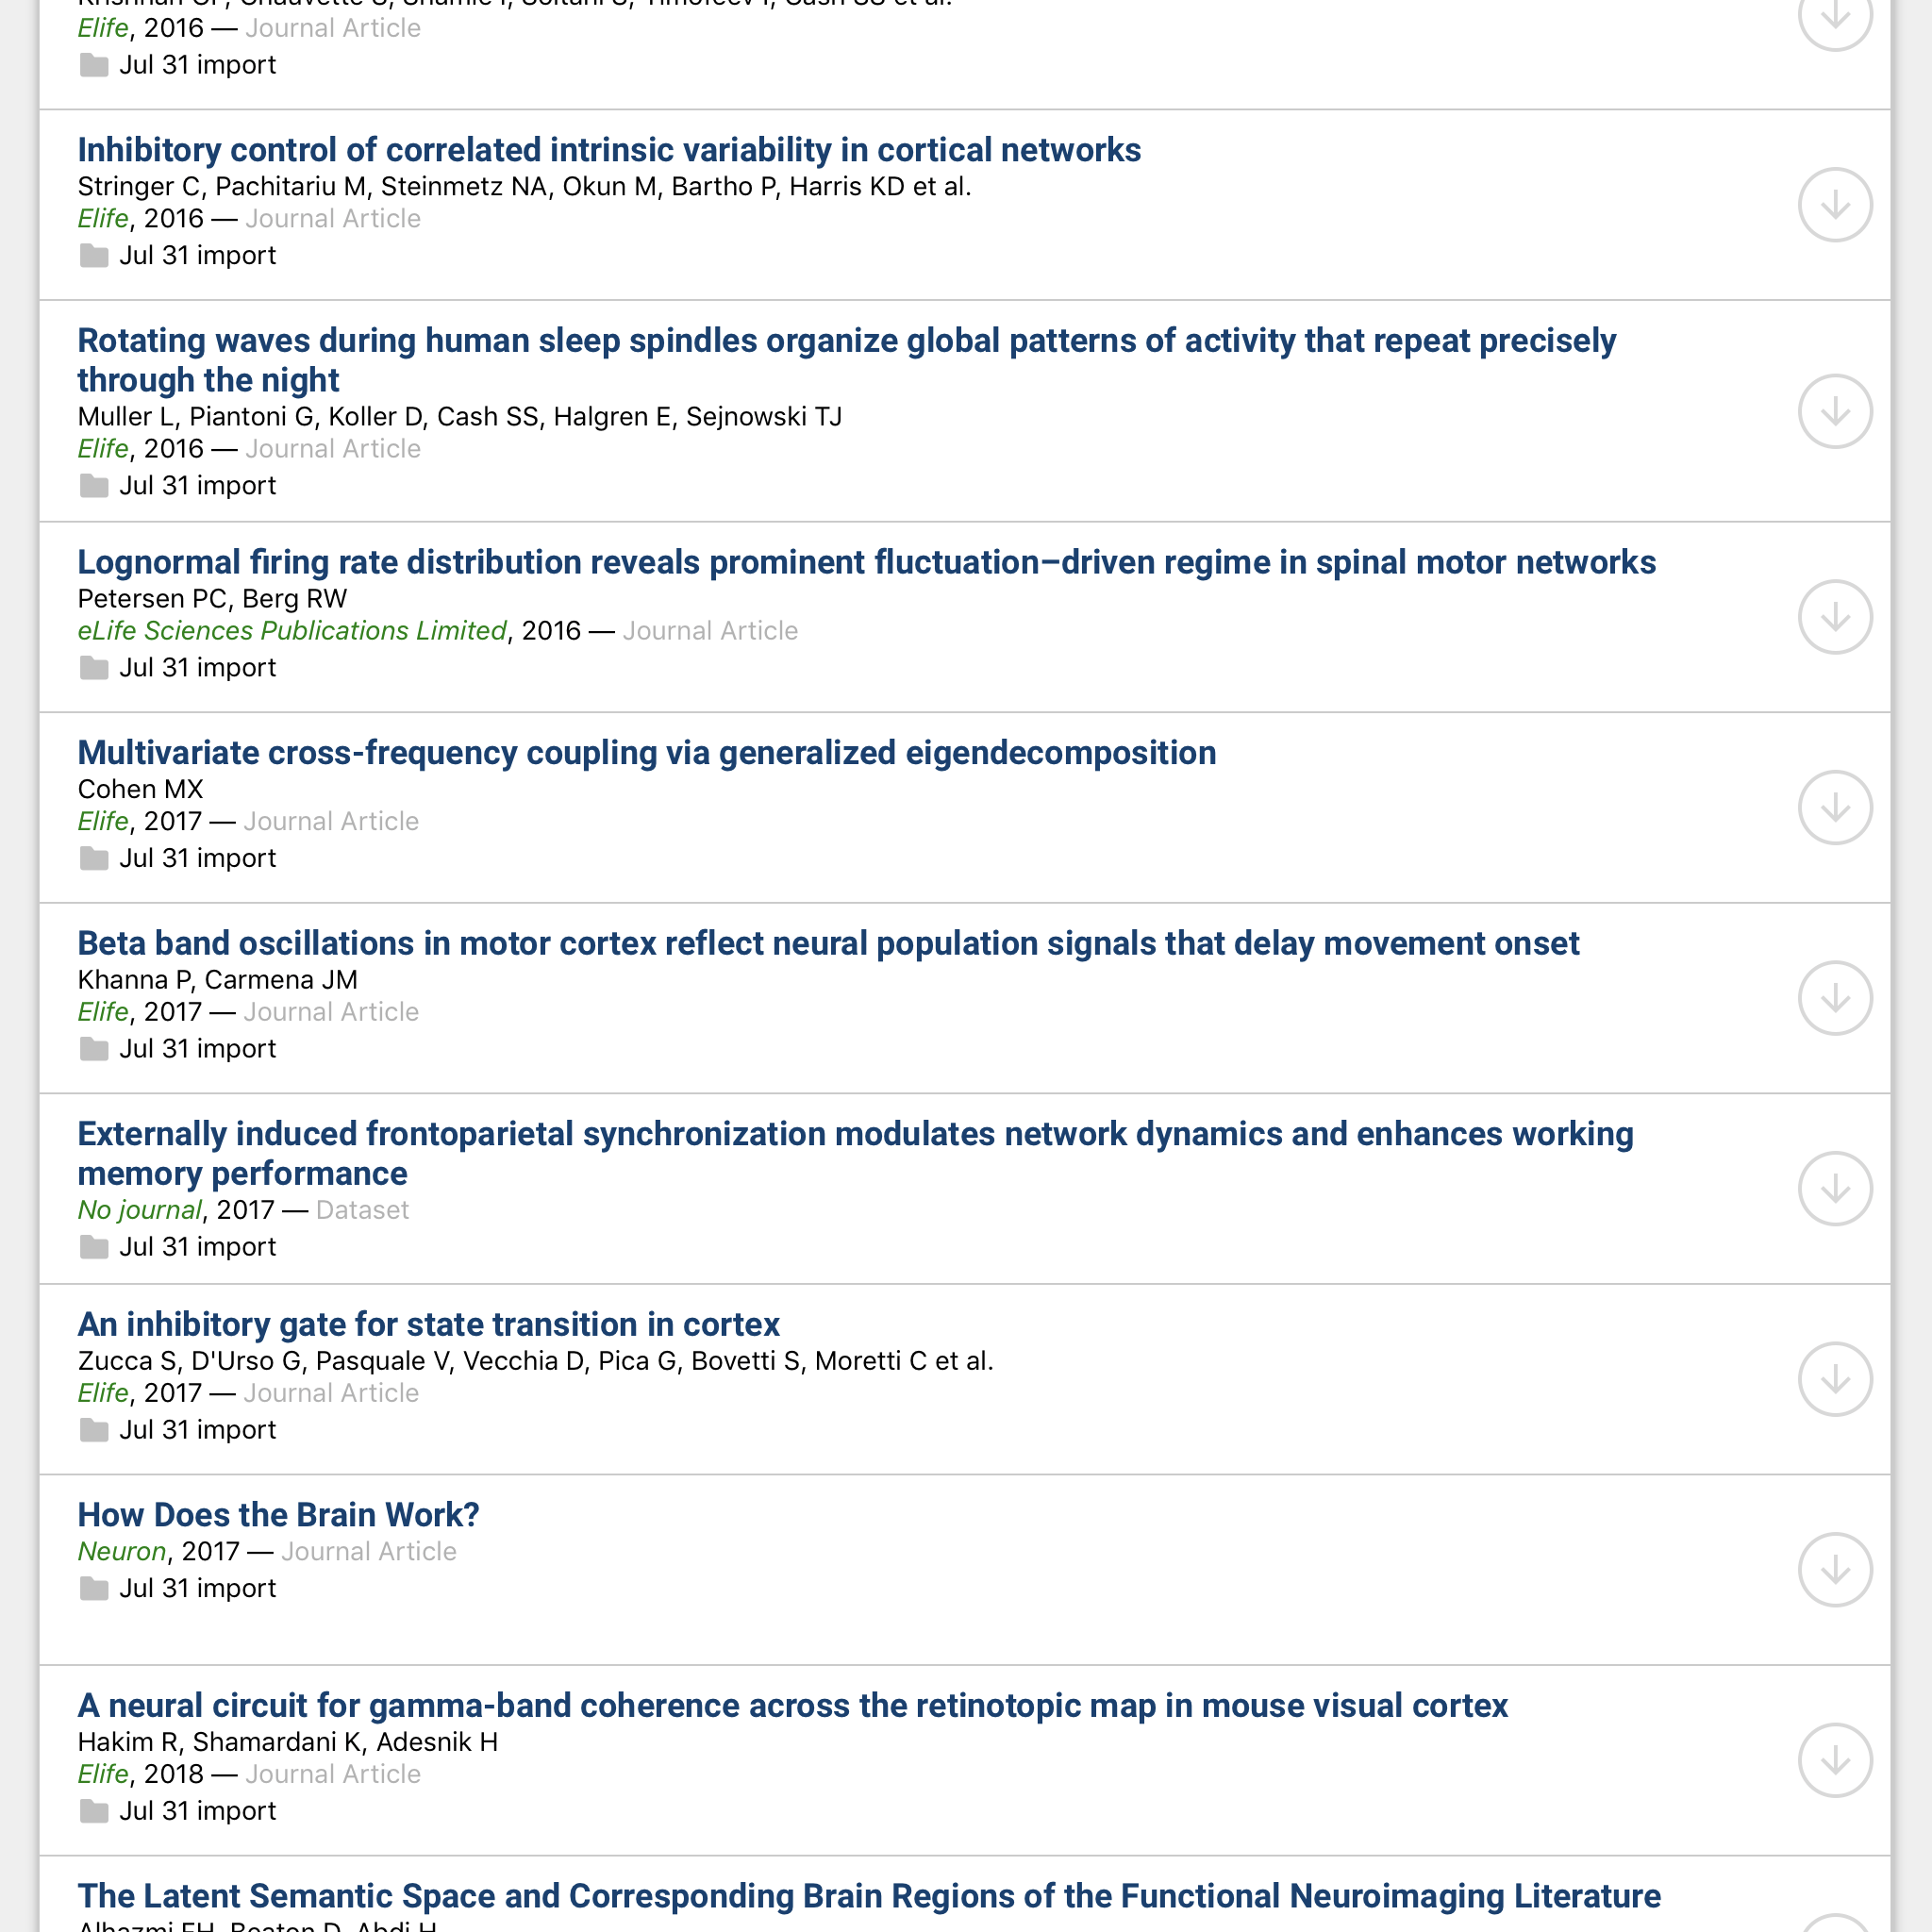 Elife, 2016 — Journal Article
Jul 31 import
Inhibitory control of correlated intrinsic variability in cortical networks
Stringer C, Pachitariu M, Steinmetz NA, Okun M, Bartho P, Harris KD et al.
Elife, 2016 — Journal Article
Jul 31 import
Rotating waves during human sleep spindles organize global patterns of activity that repeat precisely
through the night
Muller L, Piantoni G, Koller D, Cash SS, Halgren E, Sejnowski TJ
Elife, 2016 — Journal Article
Jul 31 import
Lognormal firing rate distribution reveals prominent fluctuation–driven regime in spinal motor networks
Petersen PC, Berg RW
eLife Sciences Publications Limited, 2016 — Journal Article
Jul 31 import
Multivariate cross-frequency coupling via generalized eigendecomposition
Cohen MX
Elife, 2017 — Journal Article
Jul 31 import
Beta band oscillations in motor cortex reflect neural population signals that delay movement onset
Khanna P, Carmena JM
Elife, 2017 — Journal Article
Jul 31 import
Externally induced frontoparietal synchronization modulates network dynamics and enhances working
memory performance
No journal, 2017 — Dataset
Jul 31 import
An inhibitory gate for state transition in cortex
Zucca S, D'Urso G, Pasquale V, Vecchia D, Pica G, Bovetti S, Moretti C et al.
Elife, 2017 — Journal Article
Jul 31 import
How Does the Brain Work?
Neuron, 2017 — Journal Article
Jul 31 import
A neural circuit for gamma-band coherence across the retinotopic map in mouse visual cortex
Hakim R, Shamardani K, Adesnik H
Elife, 2018 — Journal Article
Jul 31 import
The Latent Semantic Space and Corresponding Brain Regions of the Functional Neuroimaging Literature
Alhazmi FH, Beaton D, Abdi H